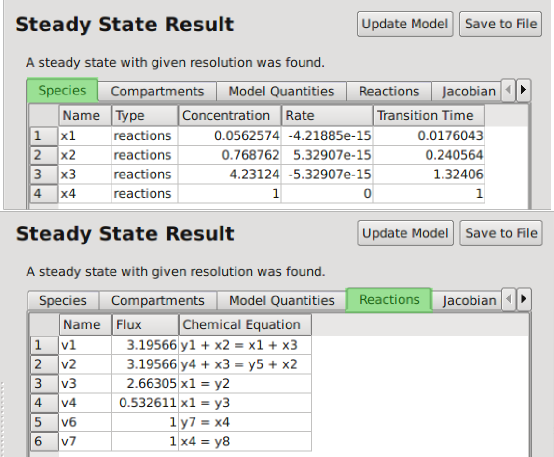 Steady State Result Update Model Save to File
A steady state with given resolution was found.
Species Compartments Model Quantities Reactions Jacobian
Name Type Concentration Rate Transition Time
1 x1 reactions 0.0562574 -4.21885e-15 0.0176043
2 x2 reactions 0.768762 5.32907e-15 0.240564
3 x3 reactions 4.23124 -5.32907e-15 1.32406
4 x4 reactions 1 0 1
Steady State Result Update Model Save to File
A steady state with given resolution was found.
Species Compartments Model Quantities Reactions Jacobian
Name Flux Chemical Equation
1 v1 3.19566 y1 + x2 = x1 + x3
2 v2 3.19566 y4 + x3 = y5 + x2
3 v3 2.66305 x1 = y2
4 v4 0.532611 x1 = y3
5 v6 1 y7 = x4
6 v7 1 x4 = y8